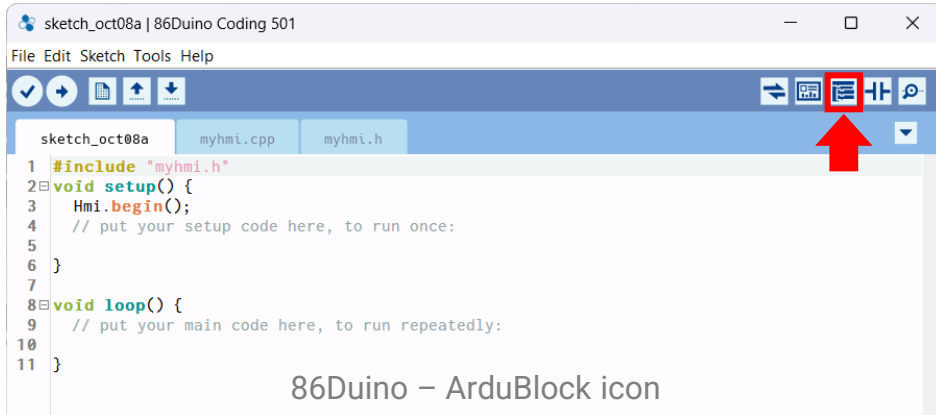 sketch_oct08a | 86Duino Coding 501
File Edit Sketch Tools Help
sketch_oct08a myhmi.cpp myhmi.h
1 #include "myhmi.h"
2 void setup() {
3 Hmi.begin();
4 // put your setup code here, to run once:
5
6 }
7
8 void loop() {
9 // put your main code here, to run repeatedly:
10
11 }
86Duino – ArduBlock icon